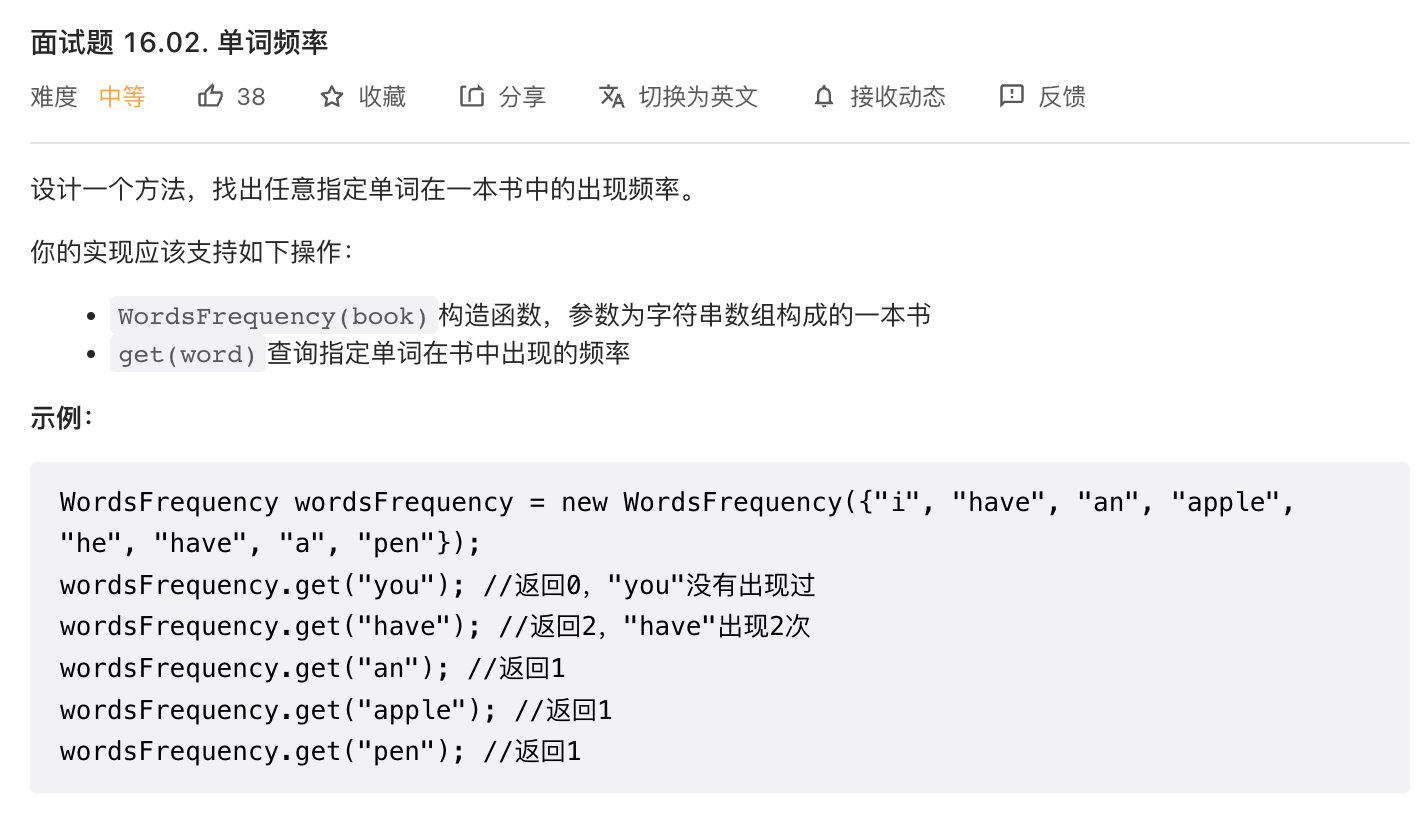 面试题 16.02. 单词频率
难度 中等 38 收藏 分享 切换为英文 接收动态 反馈
设计一个方法，找出任意指定单词在一本书中的出现频率。
你的实现应该支持如下操作：
• WordsFrequency(book)构造函数，参数为字符串数组构成的一本书
• get(word)查询指定单词在书中出现的频率
示例：
WordsFrequency wordsFrequency = new WordsFrequency({"i", "have", "an", "apple",
"he", "have", "a", "pen"});
wordsFrequency.get("you"); //返回0，"you"没有出现过
wordsFrequency.get("have"); //返回2，"have"出现2次
wordsFrequency.get("an"); //返回1
wordsFrequency.get("apple"); //返回1
wordsFrequency.get("pen"); //返回1